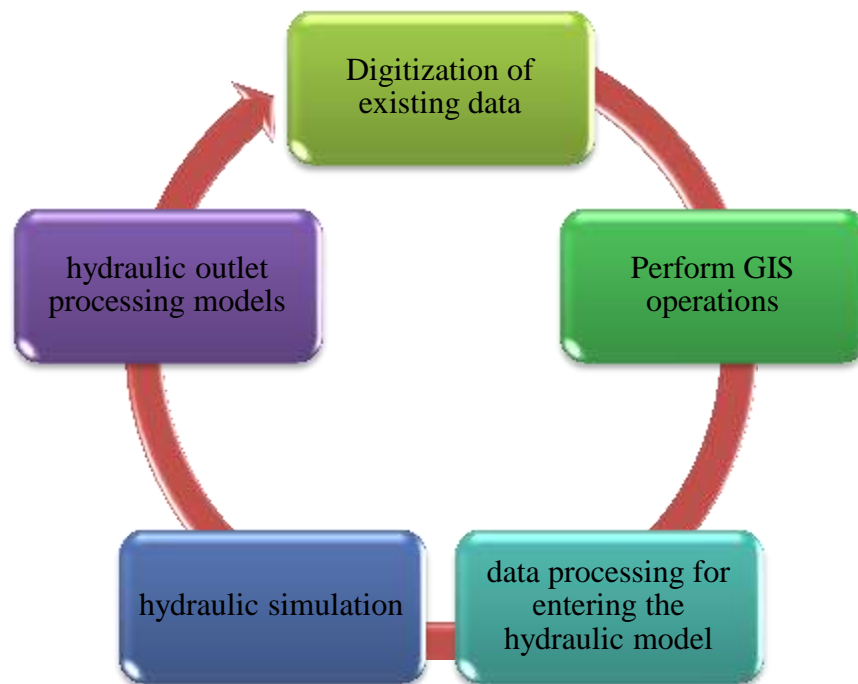 Digitization of
existing data
Perform GIS
operations
data processing for
entering the
hydraulic model
hydraulic simulation
hydraulic outlet
processing models